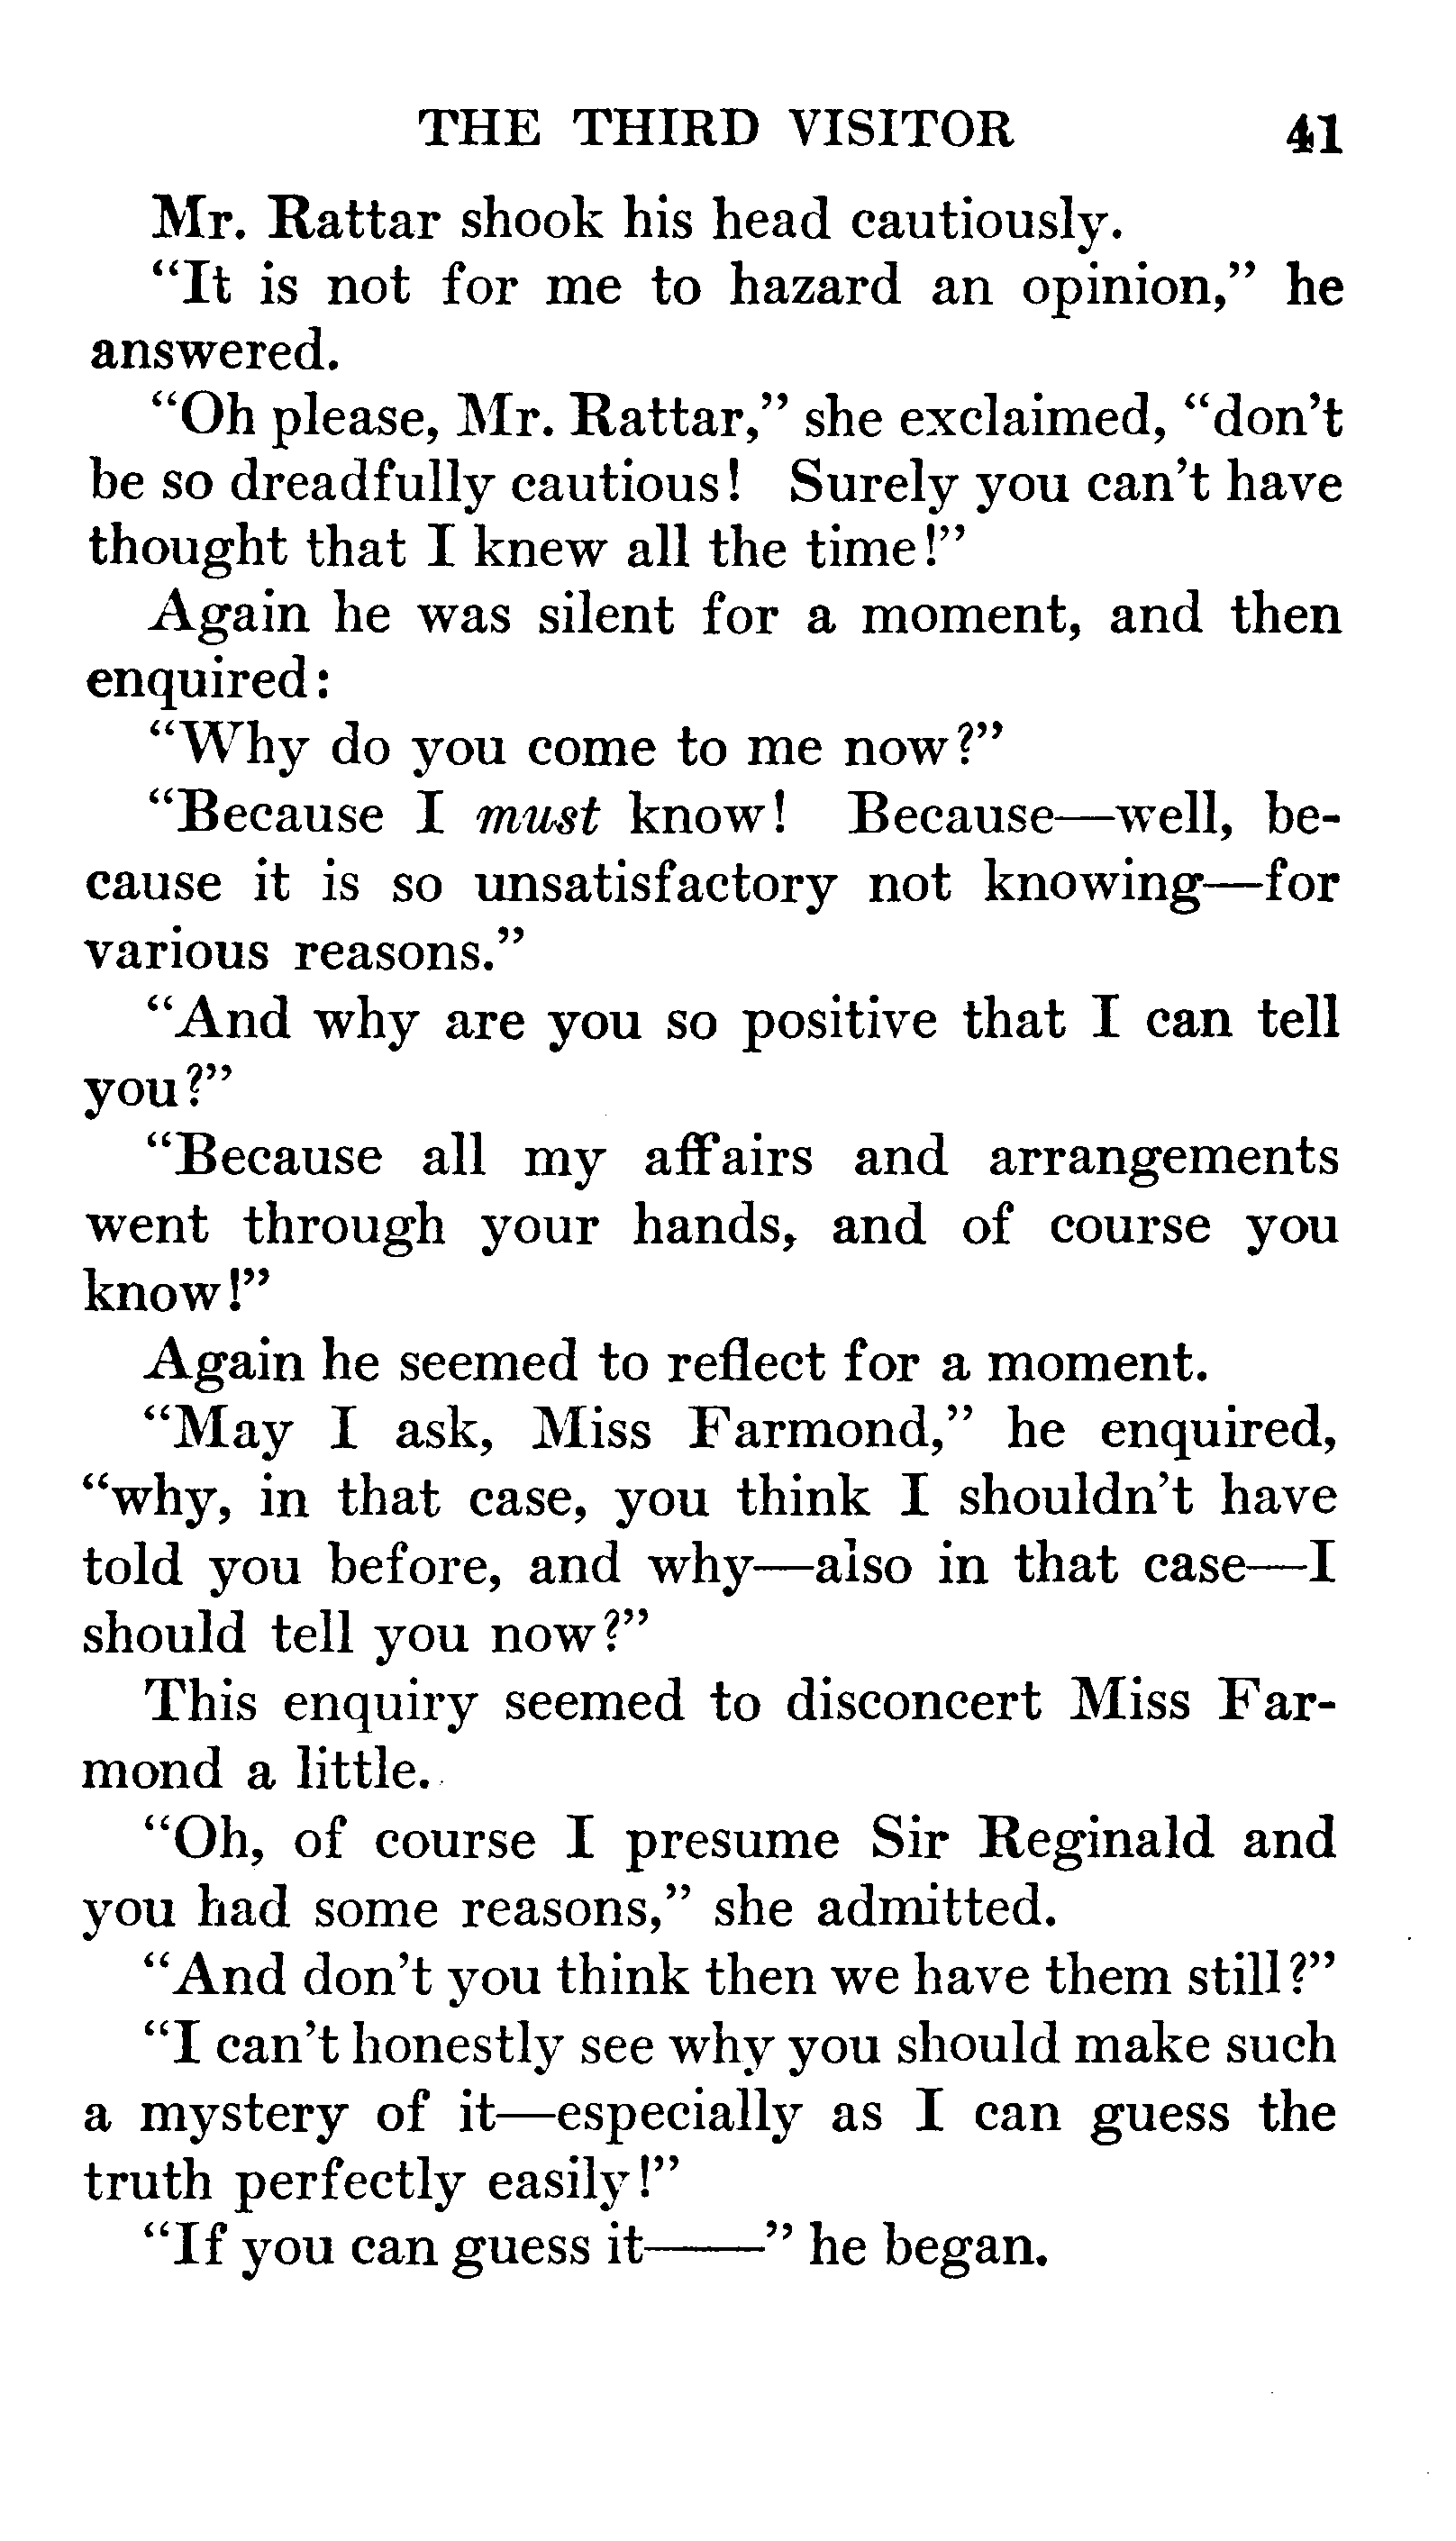 THE THIRD VISITOR 41
Mr. Rattar shook his head cautiously.
“It is not for me to hazard an opinion,” he
answered.
“Oh please, Mr. Rattar,” she exclaimed, “don’t
be so dreadfully cautious! Surely you can’t have
thought that I knew all the time!”
Again he was silent for a moment, and then
enquired:
“Why do you come to me now?”
“Because I must know! Because—well, be-
cause it is so unsatisfactory not knowing—for
various reasons.”
“And why are you so positive that I can tell
you?”
“Because all my affairs and arrangements
went through your hands, and of course you
know!”
Again he seemed to reflect for a moment.
“May I ask, Miss Farmond,” he enquired,
“why, in that case, you think I shouldn’t have
told you before, and why—also in that case—I
should tell you now?”
This enquiry seemed to disconcert Miss Far-
mond a little.
“Oh, of course I presume Sir Reginald and
you had some reasons,” she admitted.
“And don’t you think then we have them still?”
“I can’t honestly see why you should make such
a mystery of it—especially as I can guess the
truth perfectly easily!”
“If you can guess it——” he began.